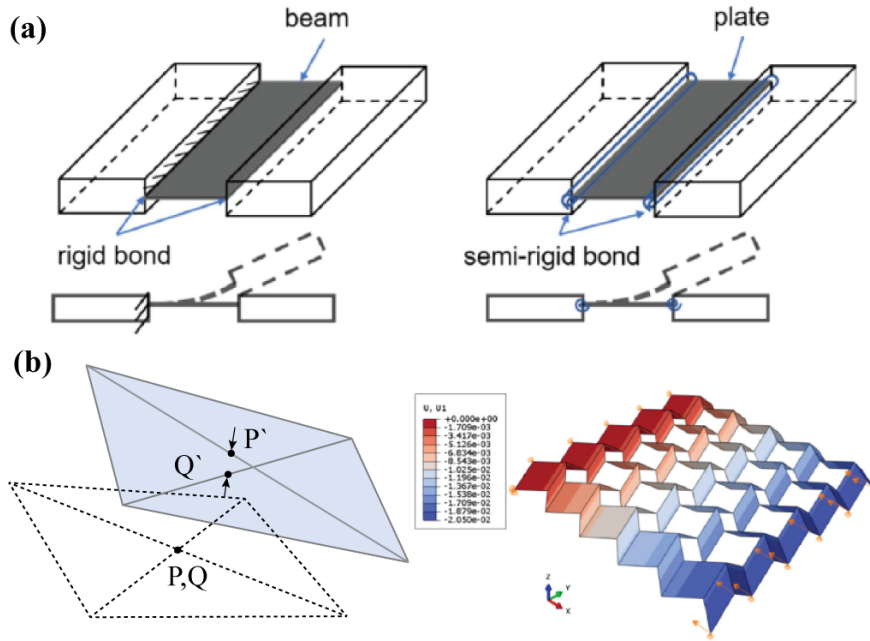 (a)
beam
plate
rigid bond
semi-rigid bond
(b)
P`
Q`
P,Q
U, U1
+0.000e+00
-1.709e-03
-3.417e-03
-5.126e-03
-6.834e-03
-8.543e-03
-1.025e-02
-1.196e-02
-1.367e-02
-1.538e-02
-1.709e-02
-1.879e-02
-2.050e-02
Z
Y
X